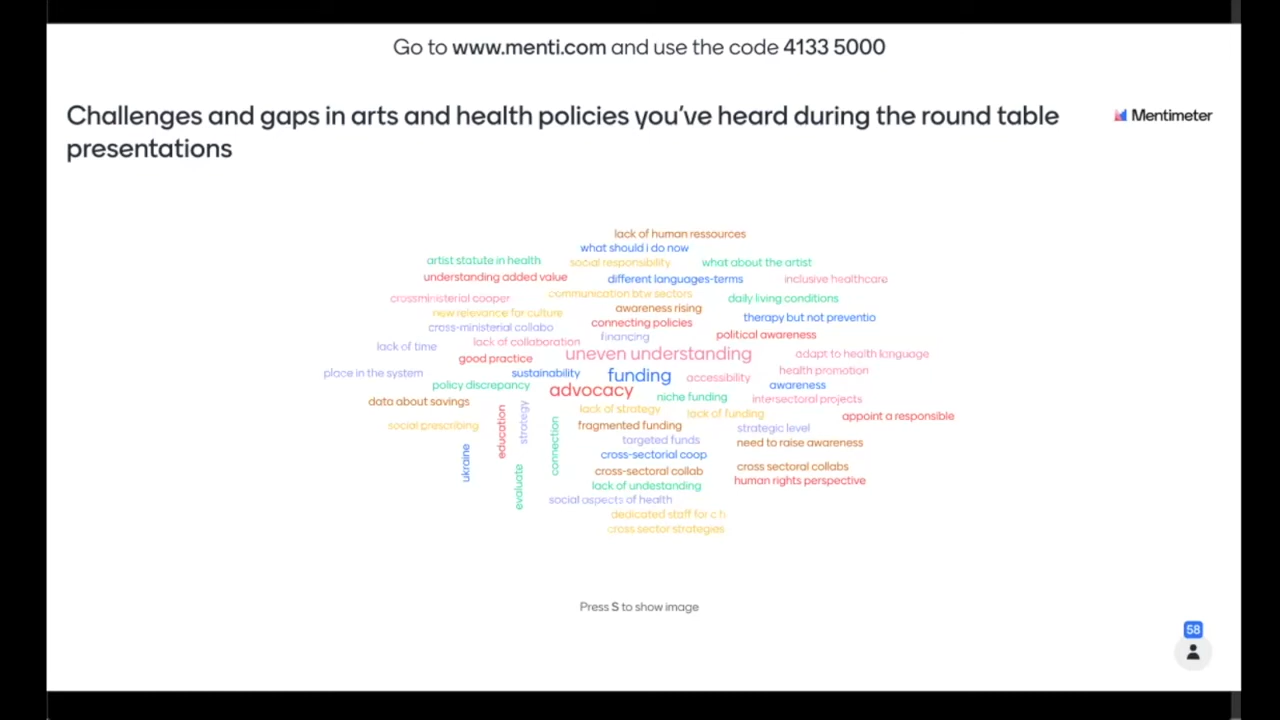 Go to www.menti.com and use the code 4133 5000
Challenges and gaps in arts and health policies you've heard during the round table
presentations
Mentimeter
lack of human ressources
what should i do now
artist statute in health
social responsibility
what about the artist
understanding added value
different languages-terms
inclusive healthcare
crossministerial cooper
communication btw sectors
daily living conditions
new relevance for culture
awareness rising
therapy but not preventio
cross-ministerial collabo
connecting policies
political awareness
lack of time
lack of collaboration
financing
good practice
uneven understanding
adapt to health language
place in the system
sustainability
funding
accessibility
health promotion
policy discrepancy
advocacy
niche funding
awareness
intersectoral projects
data about savings
lack of strategy
lack of funding
appoint a responsible
social prescribing
education
strategy
connection
fragmented funding
strategic level
targeted funds
need to raise awareness
ukraine
evaluate
cross-sectorial coop
cross-sectoral collab
cross sectoral collabs
lack of undestanding
human rights perspective
social aspects of health
dedicated staff for c h
cross sector strategies
Press S to show image
58